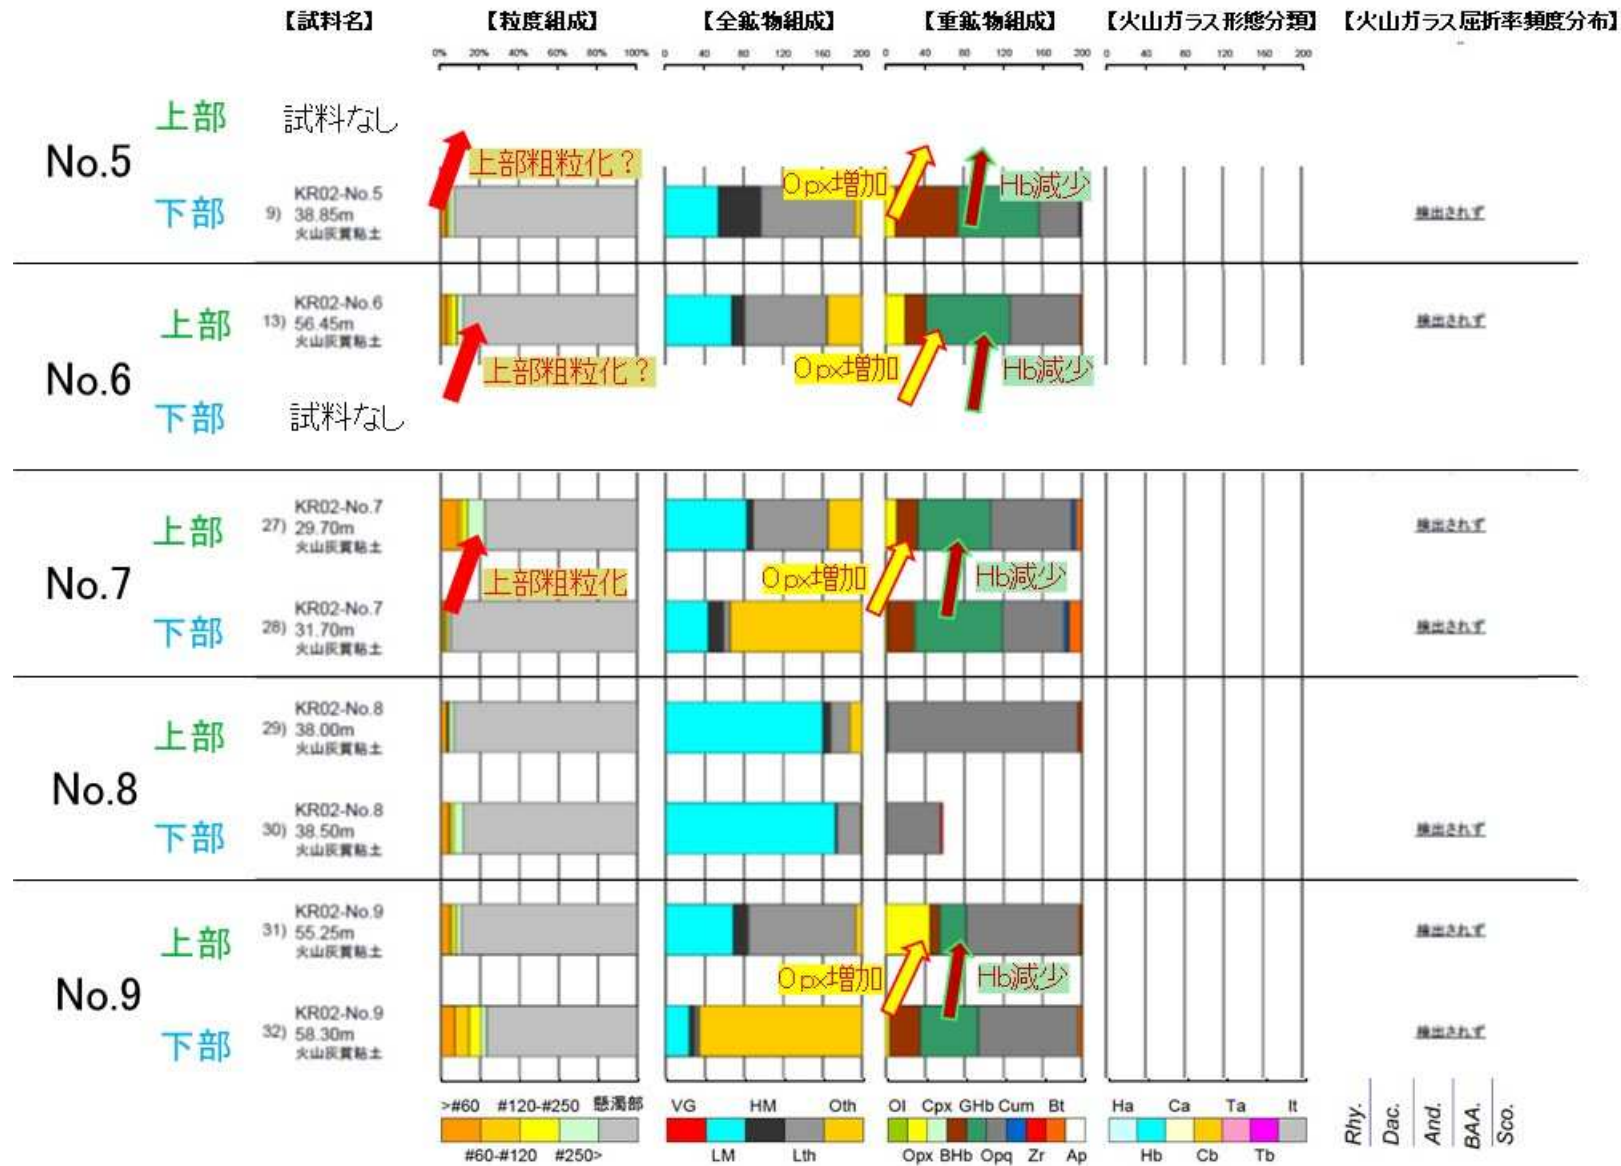 【試料名】 【粒度組成】 【全鉱物組成】 【重鉱物組成】 【火山ガラス形態分類】 【火山ガラス屈折率頻度分布】
0% 20% 40% 60% 80% 100% 0 40 80 120 160 200 0 40 80 120 160 200 0 40 80 120 160 200
No.5
上部 試料なし
上部粗粒化？ Opx増加 Hb減少
下部 9) KR02-No.5
38.85m
火山灰質粘土
検出されず
No.6
上部 13) KR02-No.6
56.45m
火山灰質粘土
検出されず
上部粗粒化？ Opx増加 Hb減少
下部 試料なし
No.7
上部 27) KR02-No.7
29.70m
火山灰質粘土
検出されず
上部粗粒化 Opx増加 Hb減少
下部 28) KR02-No.7
31.70m
火山灰質粘土
検出されず
No.8
上部 29) KR02-No.8
38.00m
火山灰質粘土
下部 30) KR02-No.8
38.50m
火山灰質粘土
検出されず
No.9
上部 31) KR02-No.9
55.25m
火山灰質粘土
検出されず
Opx増加 Hb減少
下部 32) KR02-No.9
58.30m
火山灰質粘土
検出されず
>#60 #120-#250 懸濁部 VG HM Oth Ol Cpx GHb Cum Bt Ha Ca Ta It
#60-#120 #250> LM Lth Opx BHb Opq Zr Ap Hb Cb Tb
Rhy. Dac. And. BAA. Sco.